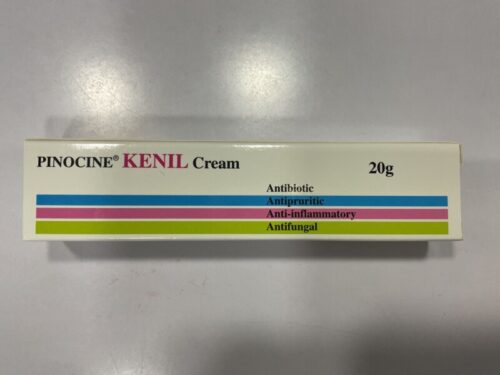 PINOCINE® KENIL Cream 20g
Antibiotic
Antipruritic
Anti-inflammatory
Antifungal